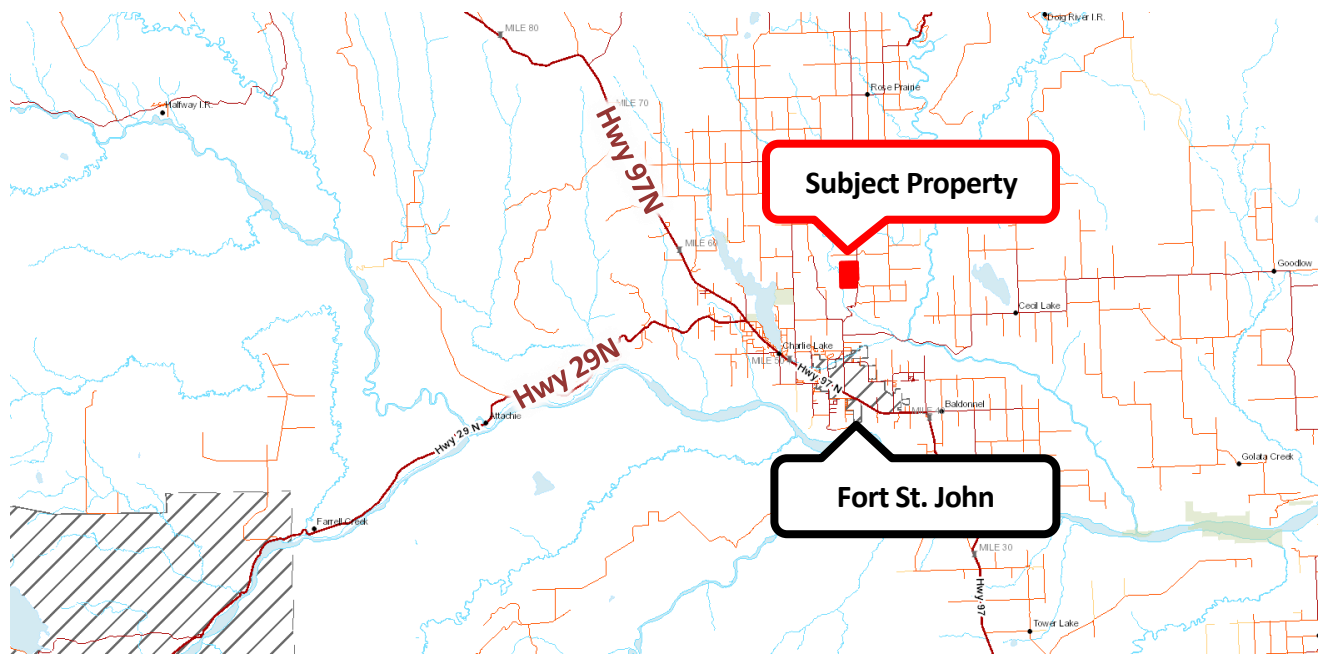 MILE 80
Doig River I.R.
Rose Prairie
Halfway I.R.
MILE 70
Hwy 97N
Subject Property
MILE 60
Goodlow
Cecil Lake
Charlie Lake
Hwy 97 N
Hwy 29N
Baldonnel
Attachie
Hwy 29 N
Golata Creek
Fort St. John
Farrell Creek
MILE 30
Hwy 97
Tower Lake